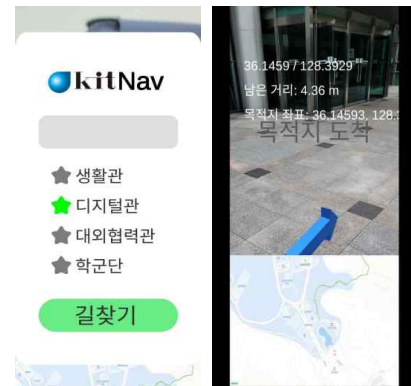 kitNav
생활관
디지털관
대외협력관
학군단
길찾기
36.1459 / 128.3929
남은 거리: 4.36 m
목적지 좌표: 36.14593, 128.3
목적지 도착